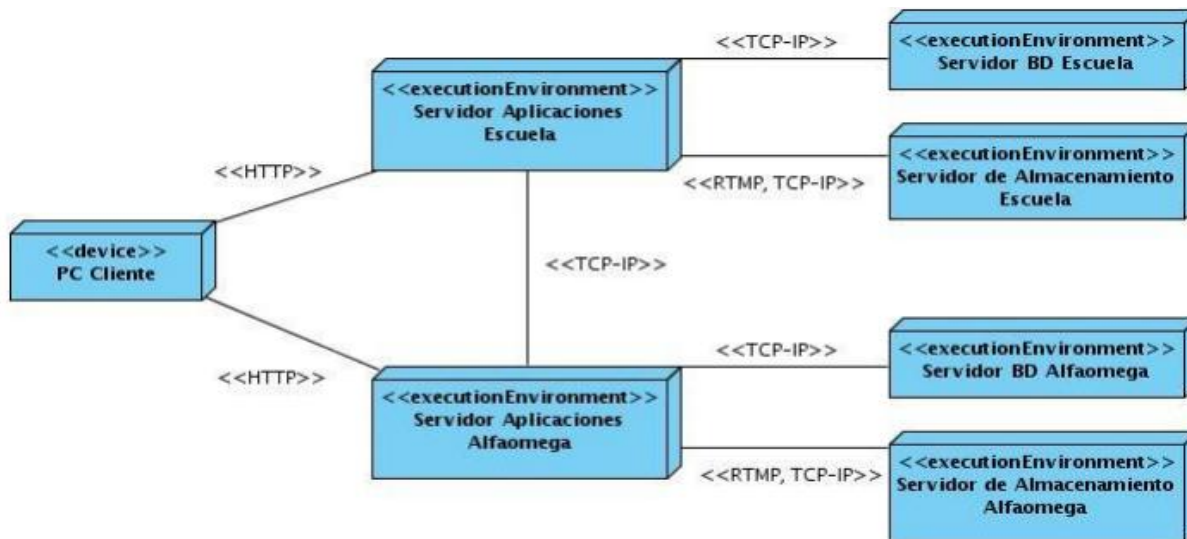 <<TCP-IP>>
<<executionEnvironment>>
Servidor BD Escuela
<<executionEnvironment>>
Servidor Aplicaciones
Escuela
<<executionEnvironment>>
Servidor de Almacenamiento
Escuela
<<HTTP>>
<<RTMP, TCP-IP>>
<<device>>
PC Cliente
<<TCP-IP>>
<<TCP-IP>>
<<executionEnvironment>>
Servidor BD Alfaomega
<<HTTP>>
<<executionEnvironment>>
Servidor Aplicaciones
Alfaomega
<<executionEnvironment>>
Servidor de Almacenamiento
Alfaomega
<<RTMP, TCP-IP>>